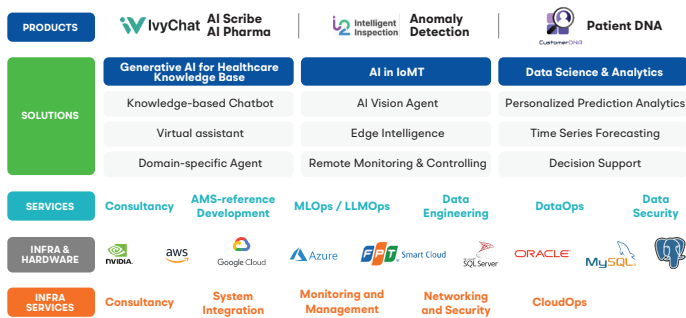 PRODUCTS
IvyChat
AI Scribe
AI Pharma
i2
Intelligent
Inspection
Anomaly
Detection
CustomerDNA
Patient DNA
SOLUTIONS
Generative AI for Healthcare
Knowledge Base
AI in IoMT
Data Science & Analytics
Knowledge-based Chatbot
AI Vision Agent
Personalized Prediction Analytics
Virtual assistant
Edge Intelligence
Time Series Forecasting
Domain-specific Agent
Remote Monitoring & Controlling
Decision Support
SERVICES
Consultancy
AMS-reference
Development
MLOps / LLMOps
Data
Engineering
DataOps
Data
Security
INFRA &
HARDWARE
NVIDIA.
aws
Google Cloud
Azure
FPT. Smart Cloud
SQL Server
ORACLE
MySQL
INFRA
SERVICES
Consultancy
System
Integration
Monitoring and
Management
Networking
and Security
CloudOps